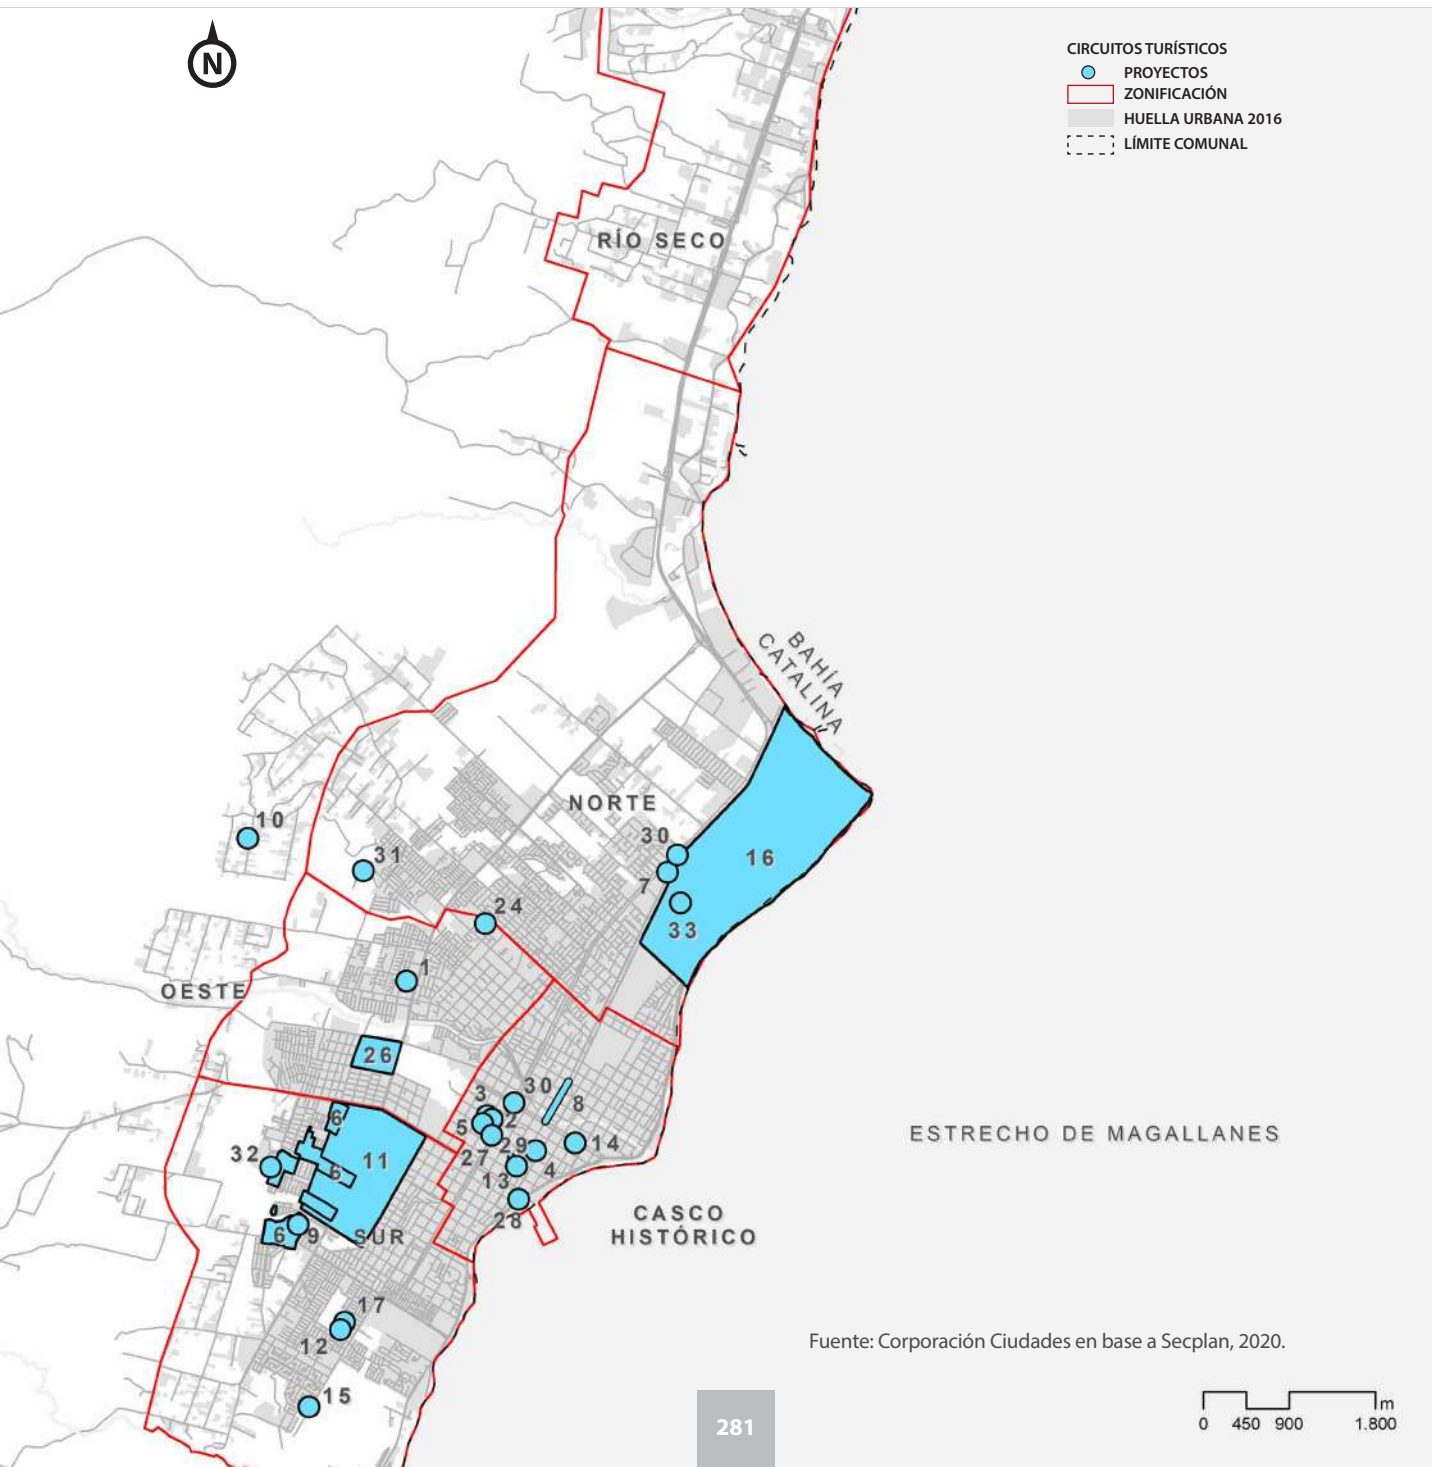 N
CIRCUITOS TURÍSTICOS
PROYECTOS
ZONIFICACIÓN
HUELLA URBANA 2016
LÍMITE COMUNAL
RÍO SECO
BAHÍA
CATALINA
NORTE
10
31
30
7
16
33
24
1
OESTE
26
3
30
8
2
5
29
14
27
4
13
28
6
11
32
6
6
9
SUR
CASCO
HISTÓRICO
ESTRECHO DE MAGALLANES
17
12
15
Fuente: Corporación Ciudades en base a Secplan, 2020.
281
m
0 450 900 1.800